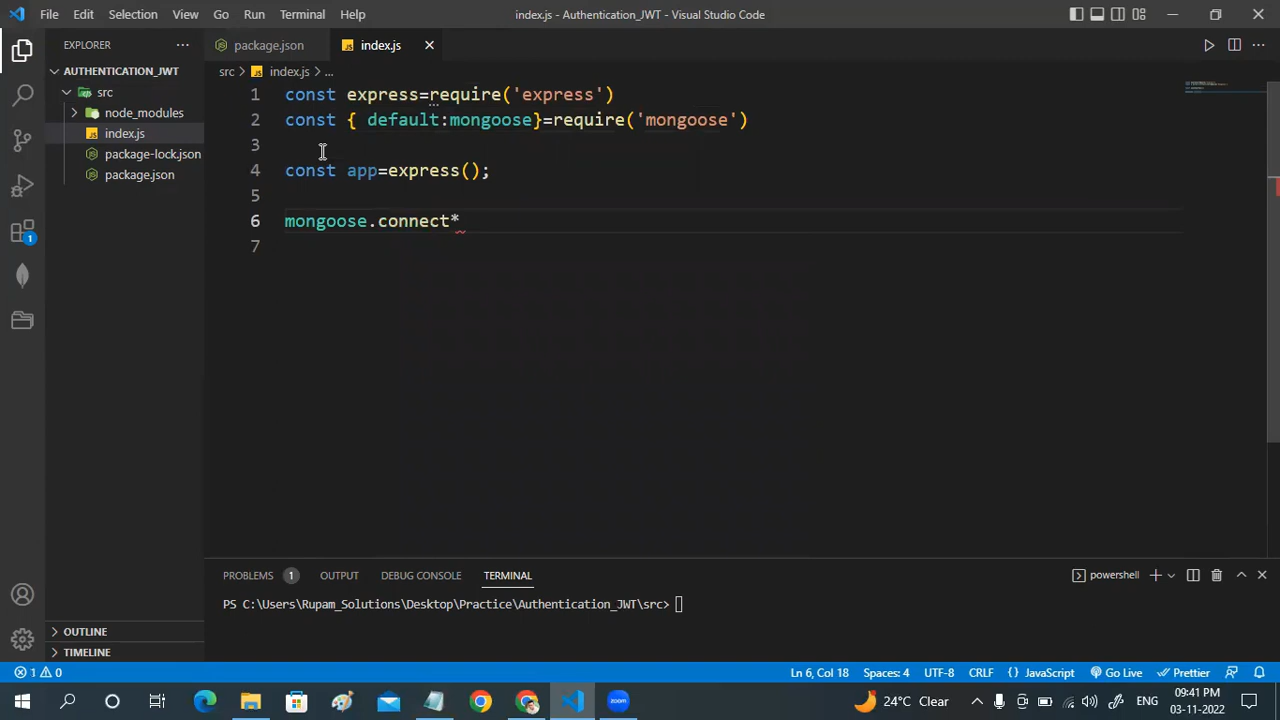 File Edit Selection View Go Run Terminal Help
index.js - Authentication_JWT - Visual Studio Code
EXPLORER
package.json
index.js
AUTHENTICATION_JWT
src
node_modules
index.js
package-lock.json
package.json
src > index.js > ...
1 const express=require('express')
2 const { default:mongoose}=require('mongoose')
3
4 const app=express();
5
6 mongoose.connect*
7
1
PROBLEMS 1 OUTPUT DEBUG CONSOLE TERMINAL
powershell
PS C:\Users\Rupam_Solutions\Desktop\Practice\Authentication_JWT\src>
OUTLINE
TIMELINE
1 0
Ln 6, Col 18 Spaces: 4 UTF-8 CRLF { } JavaScript Go Live Prettier
24°C Clear
ENG
09:41 PM
03-11-2022
zoom